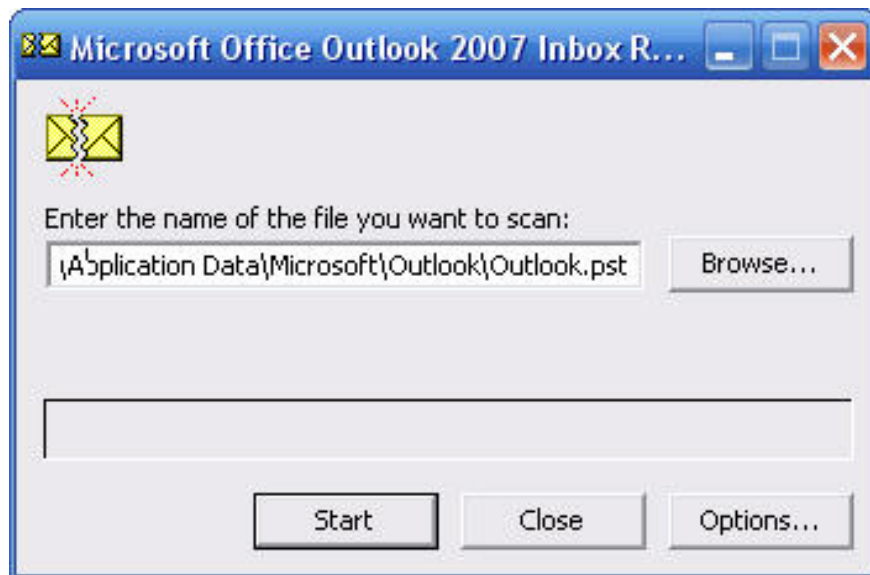 Microsoft Office Outlook 2007 Inbox R...
Enter the name of the file you want to scan:
\Application Data\Microsoft\Outlook\Outlook.pst
Browse...
Start
Close
Options...